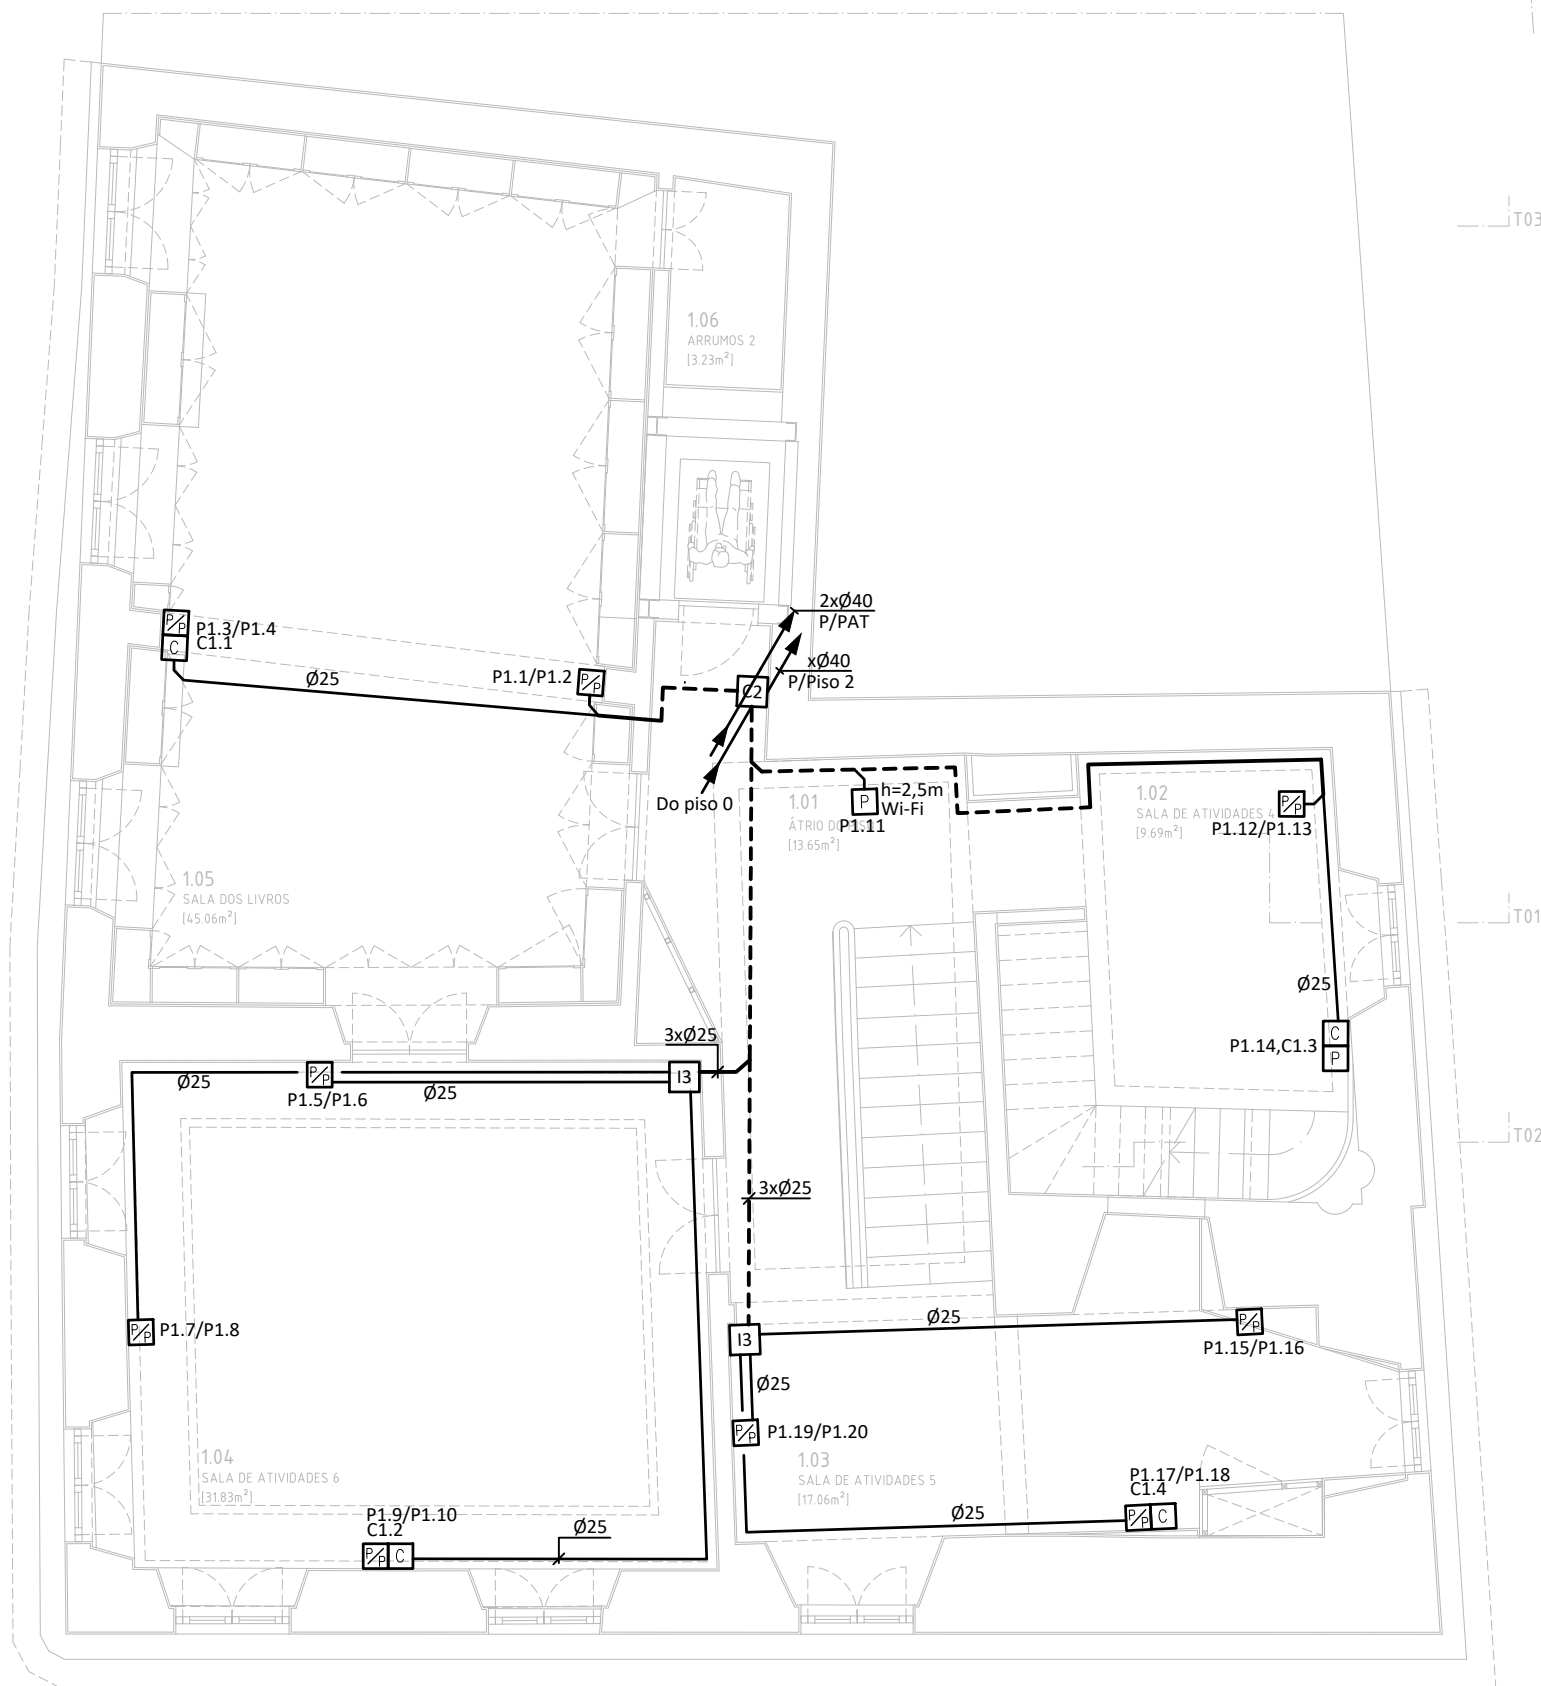 T03
1.06
ARRUMOS 2
[3.23m²]
2xØ40
P/PAT
P/P
P1.3/P1.4
C
C1.1
Ø25
P1.1/P1.2
P/P
xØ40
P/Piso 2
C2
Do piso 0
h=2,5m
P
Wi-Fi
P1.11
1.01
[13.65m²]
1.02
SALA DE ATIVIDADES 4
[9.69m²]
P/P
P1.12/P1.13
1.05
SALA DOS LIVROS
[45.06m²]
T01
Ø25
3xØ25
P1.14,C1.3
C
P
Ø25
P/P
Ø25
I3
P1.5/P1.6
T02
3xØ25
P/P
P1.7/P1.8
I3
Ø25
P/P
P1.15/P1.16
Ø25
P/P
P1.19/P1.20
1.04
SALA DE ATIVIDADES 6
[31.83m²]
1.03
SALA DE ATIVIDADES 5
[17.06m²]
P1.17/P1.18
C1.4
P1.9/P1.10
C1.2
Ø25
Ø25
P/P
C
P/P
C